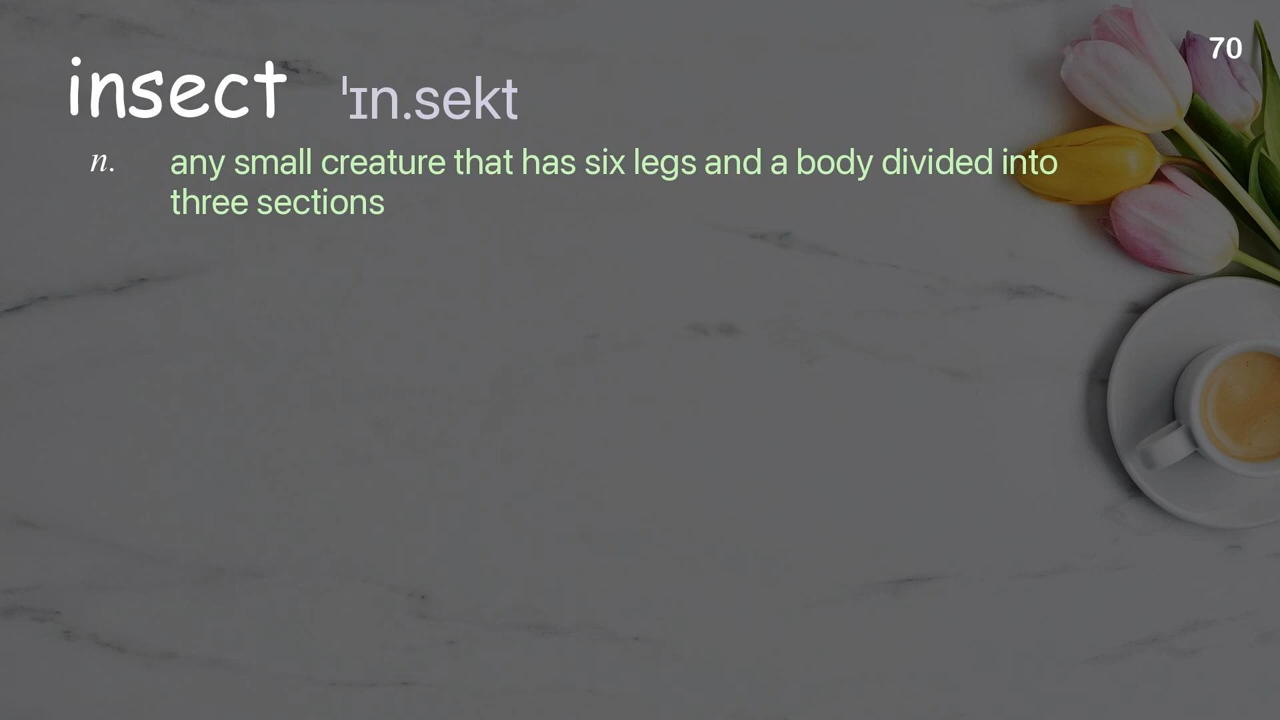 70
insect ˈɪn.sekt
n. any small creature that has six legs and a body divided into
three sections